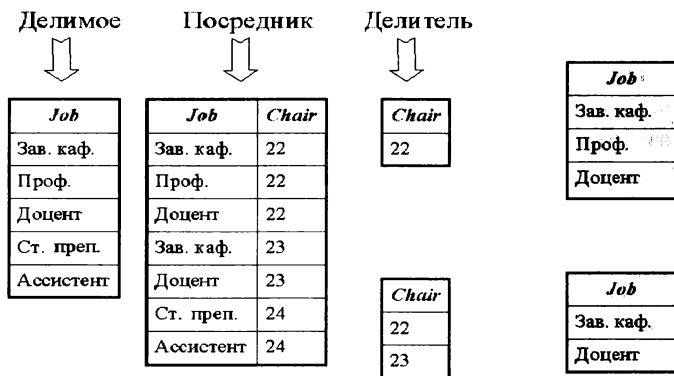 Делимое Посредник Делитель
Job
Зав. каф.
Проф.
Доцент
Ст. преп.
Ассистент
Job Chair
Зав. каф. 22
Проф. 22
Доцент 22
Зав. каф. 23
Доцент 23
Ст. преп. 24
Ассистент 24
Chair
22
Chair
22
23
Job
Зав. каф.
Проф.
Доцент
Job
Зав. каф.
Доцент